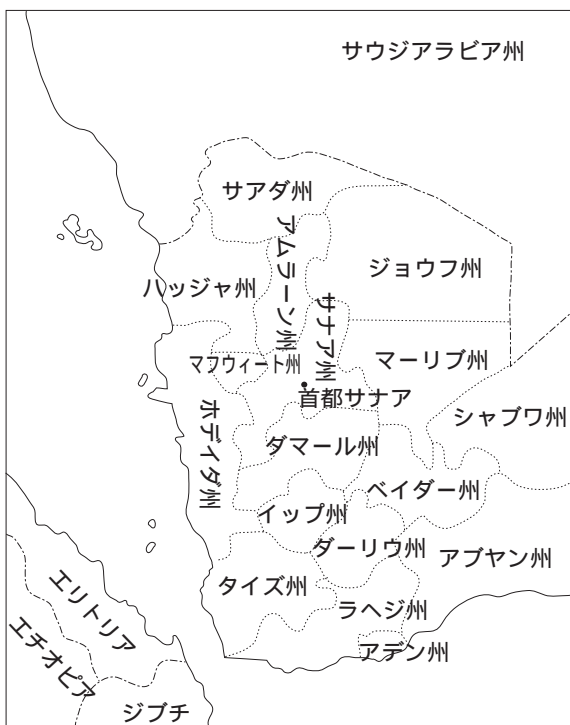 サウジアラビア州
サアダ州
アムラーン州
ジョウフ州
ハッジャ州
サナア州
マフウィート州
マーリブ州
首都サナア
シャブワ州
ホデイダ州
ダマール州
ベイダー州
イップ州
ダーリウ州
アブヤン州
タイズ州
ラヘジ州
アデン州
エリトリア
エチオピア
ジブチ